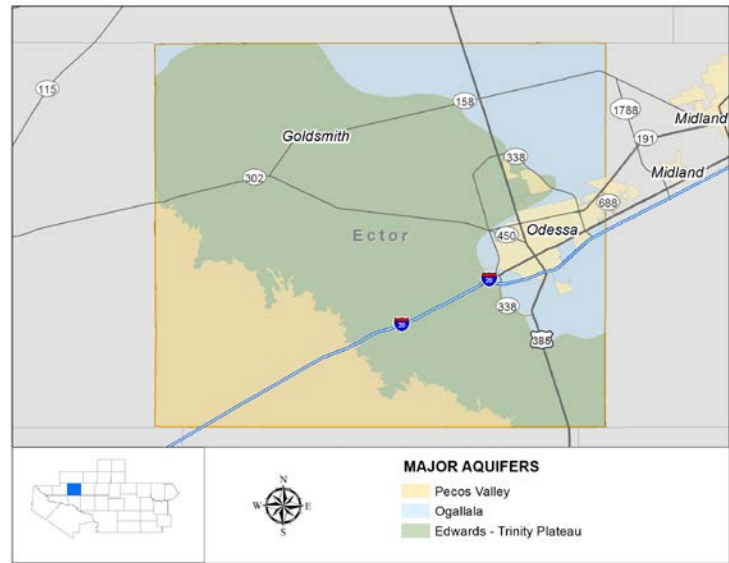 115
158
1788
Midland
191
Goldsmith
338
Midland
302
688
Ector
450
Odessa
20
20
338
385
N
W E
S
MAJOR AQUIFERS
Pecos Valley
Ogallala
Edwards - Trinity Plateau